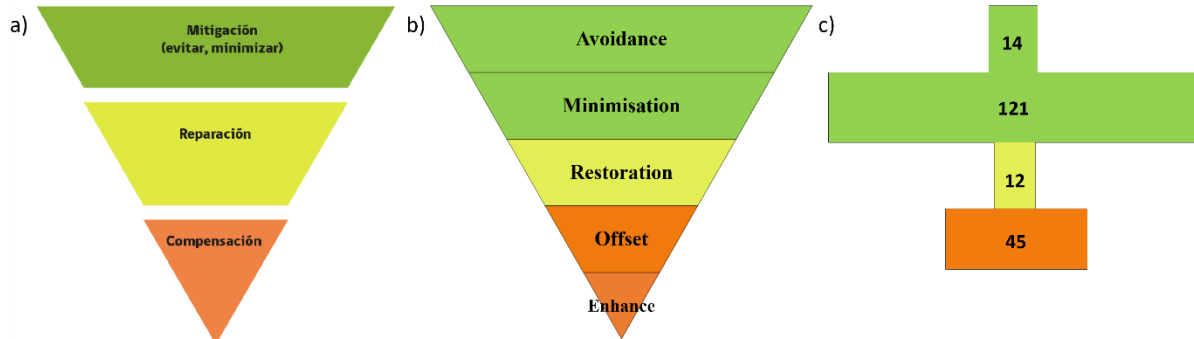 a)
Mitigación
(evitar, minimizar)
Reparación
Compensación
b)
Avoidance
Minimisation
Restoration
Offset
Enhance
c)
14
121
12
45